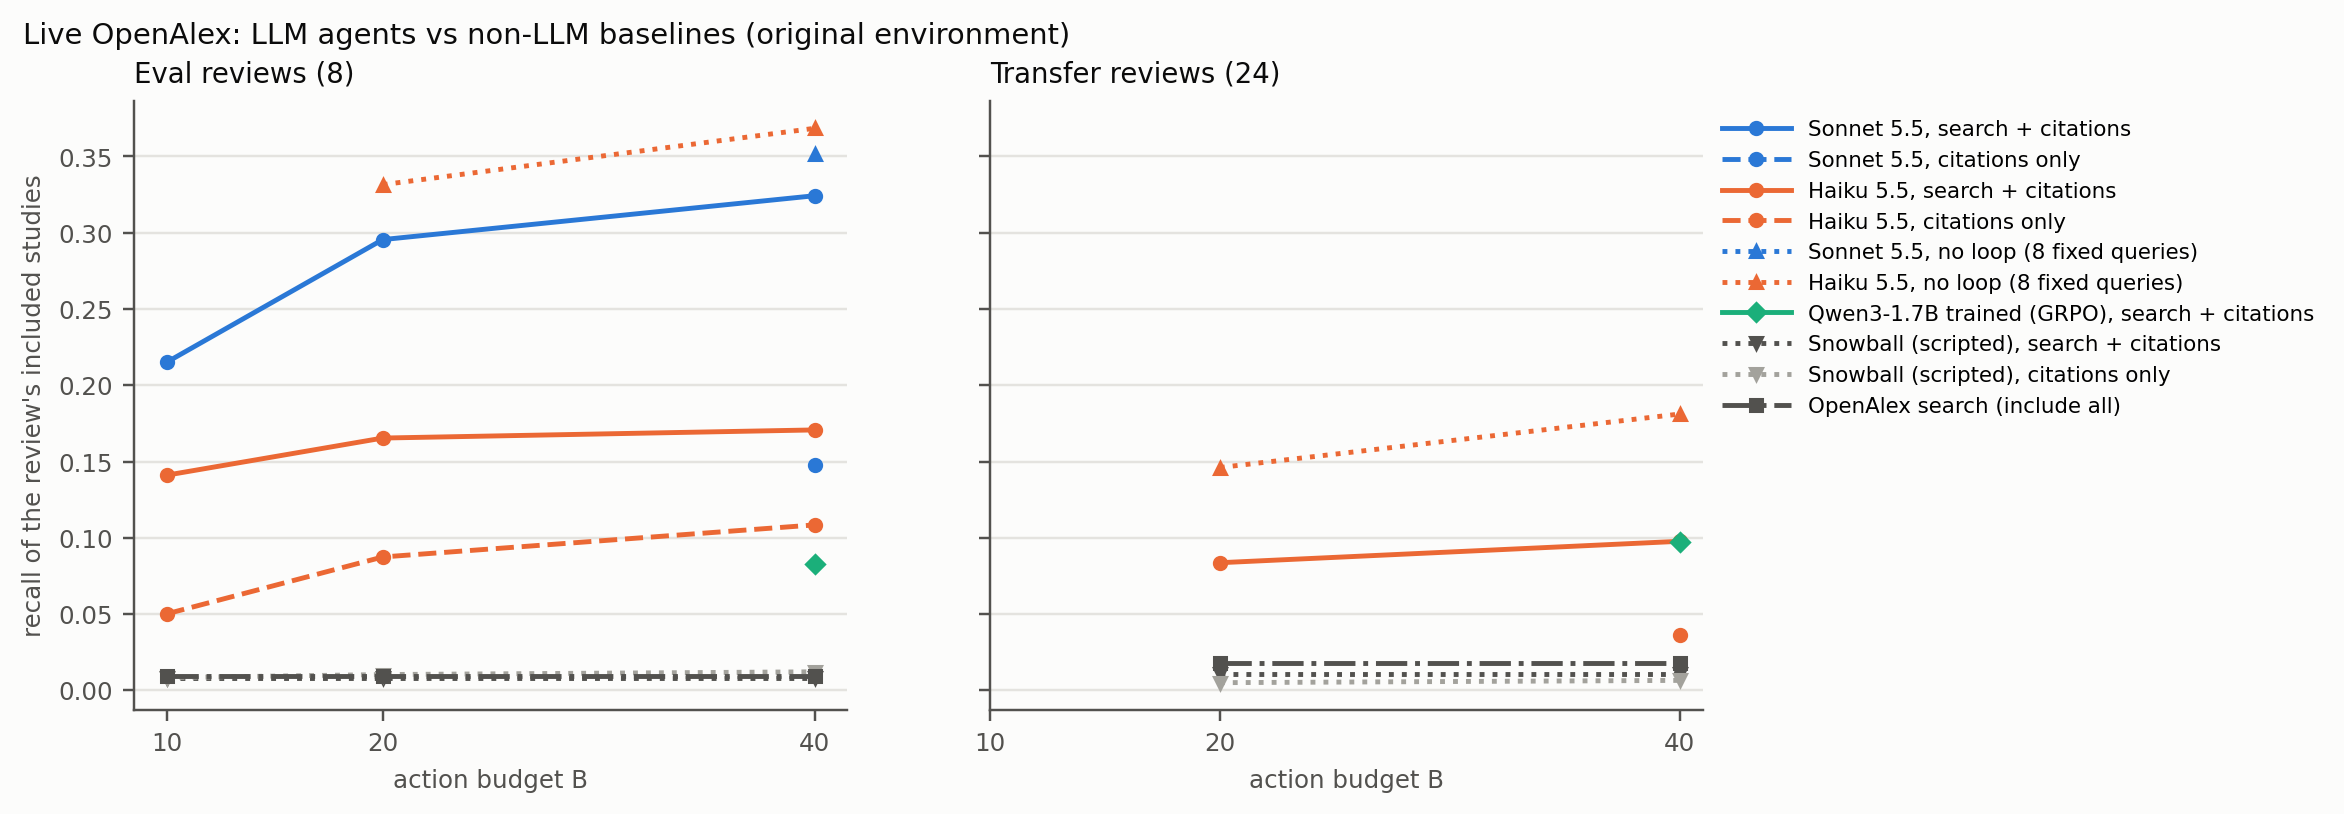 Live OpenAlex: LLM agents vs non-LLM baselines (original environment)
Eval reviews (8)
recall of the review's included studies
0.35
0.30
0.25
0.20
0.15
0.10
0.05
0.00
10
20
40
action budget B
Transfer reviews (24)
10
20
40
action budget B
Sonnet 5.5, search + citations
Sonnet 5.5, citations only
Haiku 5.5, search + citations
Haiku 5.5, citations only
Sonnet 5.5, no loop (8 fixed queries)
Haiku 5.5, no loop (8 fixed queries)
Qwen3-1.7B trained (GRPO), search + citations
Snowball (scripted), search + citations
Snowball (scripted), citations only
OpenAlex search (include all)